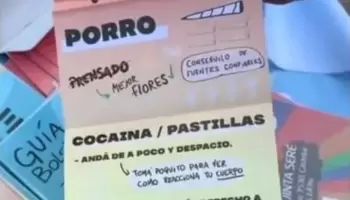 PORRO
PRENSADO
↳ MEJOR
FLORES
CONSEGUILO DE
FUENTES CONFIABLES
COCAINA / PASTILLAS
- ANDÁ DE A POCO Y DESPACIO.
↳ TOMÁ POQUITO PARA VER
COMO REACCIONA TU CUERPO
DERECHO A
GUÍA